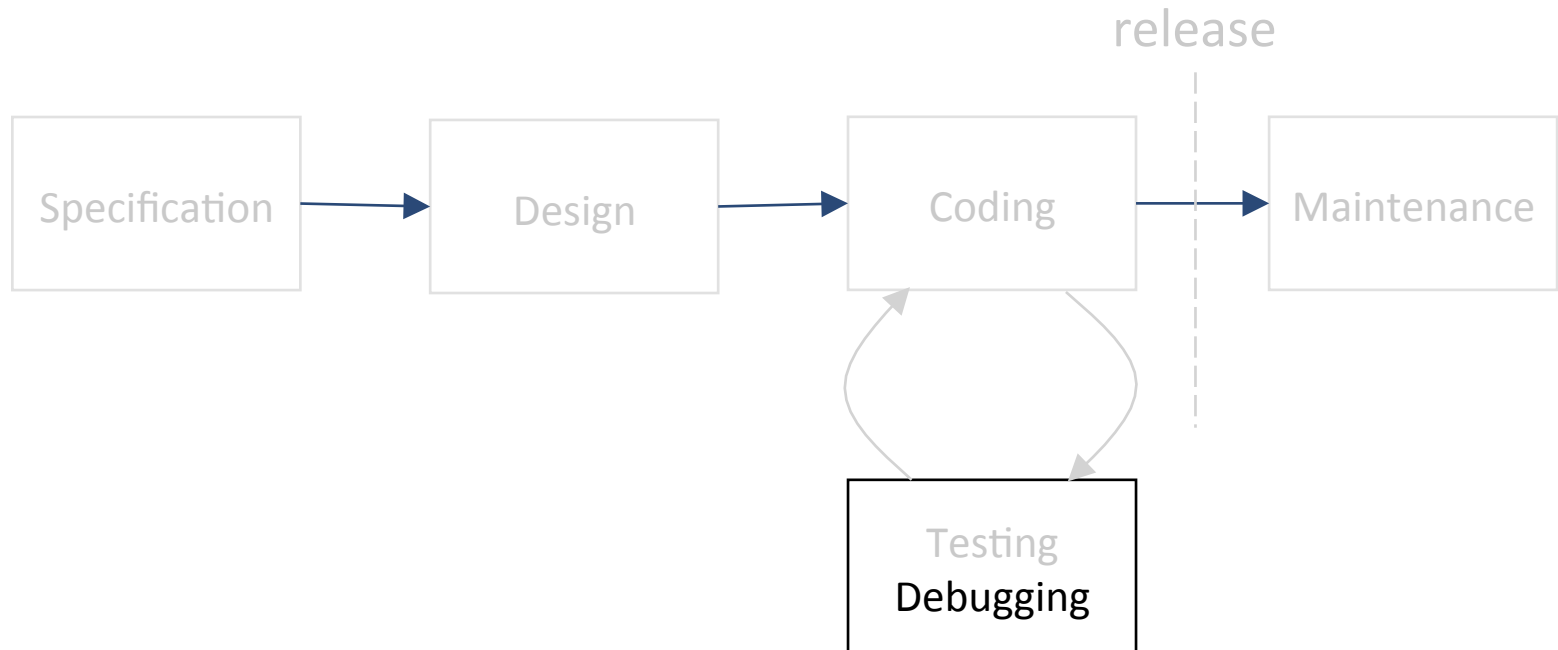 release
Specification
Design
Coding
Maintenance
Testing
Debugging